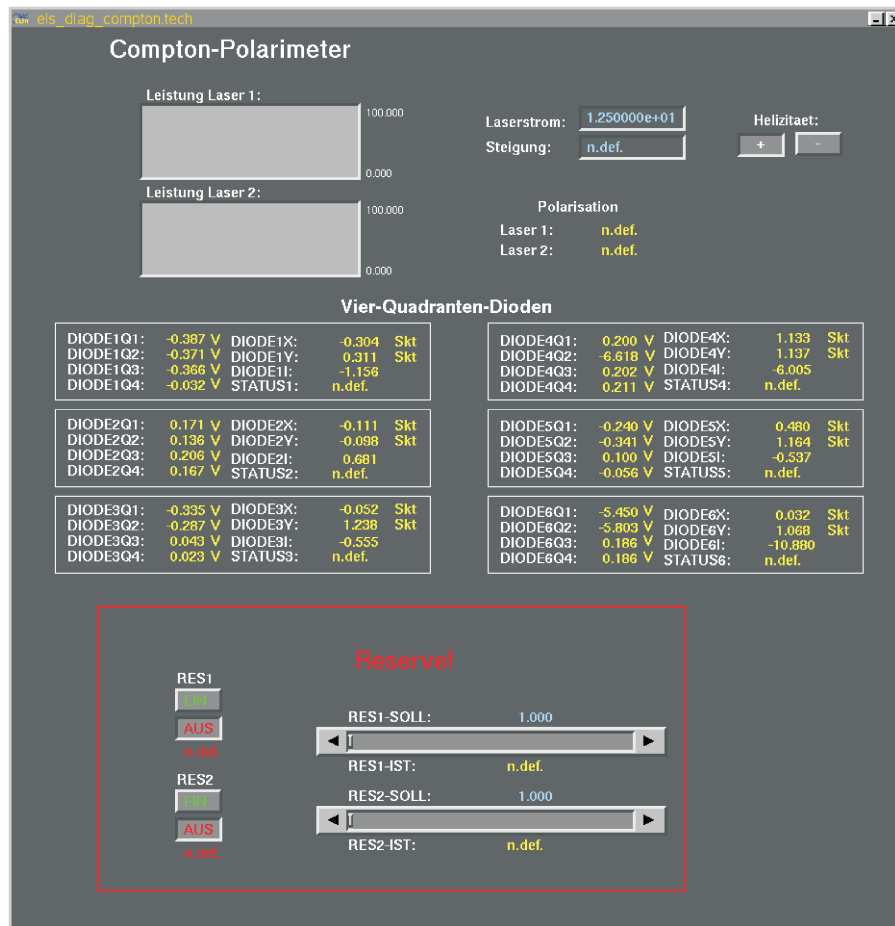 els_diag_compton.tech
Compton-Polarimeter
Leistung Laser 1:
100.000
0.000
Leistung Laser 2:
100.000
0.000
Laserstrom: 1.250000e+01
Steigung: n.def.
Helizitaet:
+ -
Polarisation
Laser 1: n.def.
Laser 2: n.def.
Vier-Quadranten-Dioden
DIODE1Q1: -0.387 V DIODE1X: -0.304 Skt
DIODE1Q2: -0.371 V DIODE1Y: 0.311 Skt
DIODE1Q3: -0.366 V DIODE1I: -1.156
DIODE1Q4: -0.032 V STATUS1: n.def.
DIODE4Q1: 0.200 V DIODE4X: 1.133 Skt
DIODE4Q2: -6.618 V DIODE4Y: 1.137 Skt
DIODE4Q3: 0.202 V DIODE4I: -6.005
DIODE4Q4: 0.211 V STATUS4: n.def.
DIODE2Q1: 0.171 V DIODE2X: -0.111 Skt
DIODE2Q2: 0.136 V DIODE2Y: -0.098 Skt
DIODE2Q3: 0.206 V DIODE2I: 0.681
DIODE2Q4: 0.167 V STATUS2: n.def.
DIODE5Q1: -0.240 V DIODE5X: 0.480 Skt
DIODE5Q2: -0.341 V DIODE5Y: 1.164 Skt
DIODE5Q3: 0.100 V DIODE5I: -0.537
DIODE5Q4: -0.056 V STATUS5: n.def.
DIODE3Q1: -0.335 V DIODE3X: -0.052 Skt
DIODE3Q2: -0.287 V DIODE3Y: 1.238 Skt
DIODE3Q3: 0.043 V DIODE3I: -0.555
DIODE3Q4: 0.023 V STATUS3: n.def.
DIODE6Q1: -5.450 V DIODE6X: 0.032 Skt
DIODE6Q2: -5.803 V DIODE6Y: 1.068 Skt
DIODE6Q3: 0.186 V DIODE6I: -10.880
DIODE6Q4: 0.186 V STATUS6: n.def.
Reserve!
RES1
EIN
AUS
n.def.
RES1-SOLL: 1.000
RES1-IST: n.def.
RES2
EIN
AUS
n.def.
RES2-SOLL: 1.000
RES2-IST: n.def.